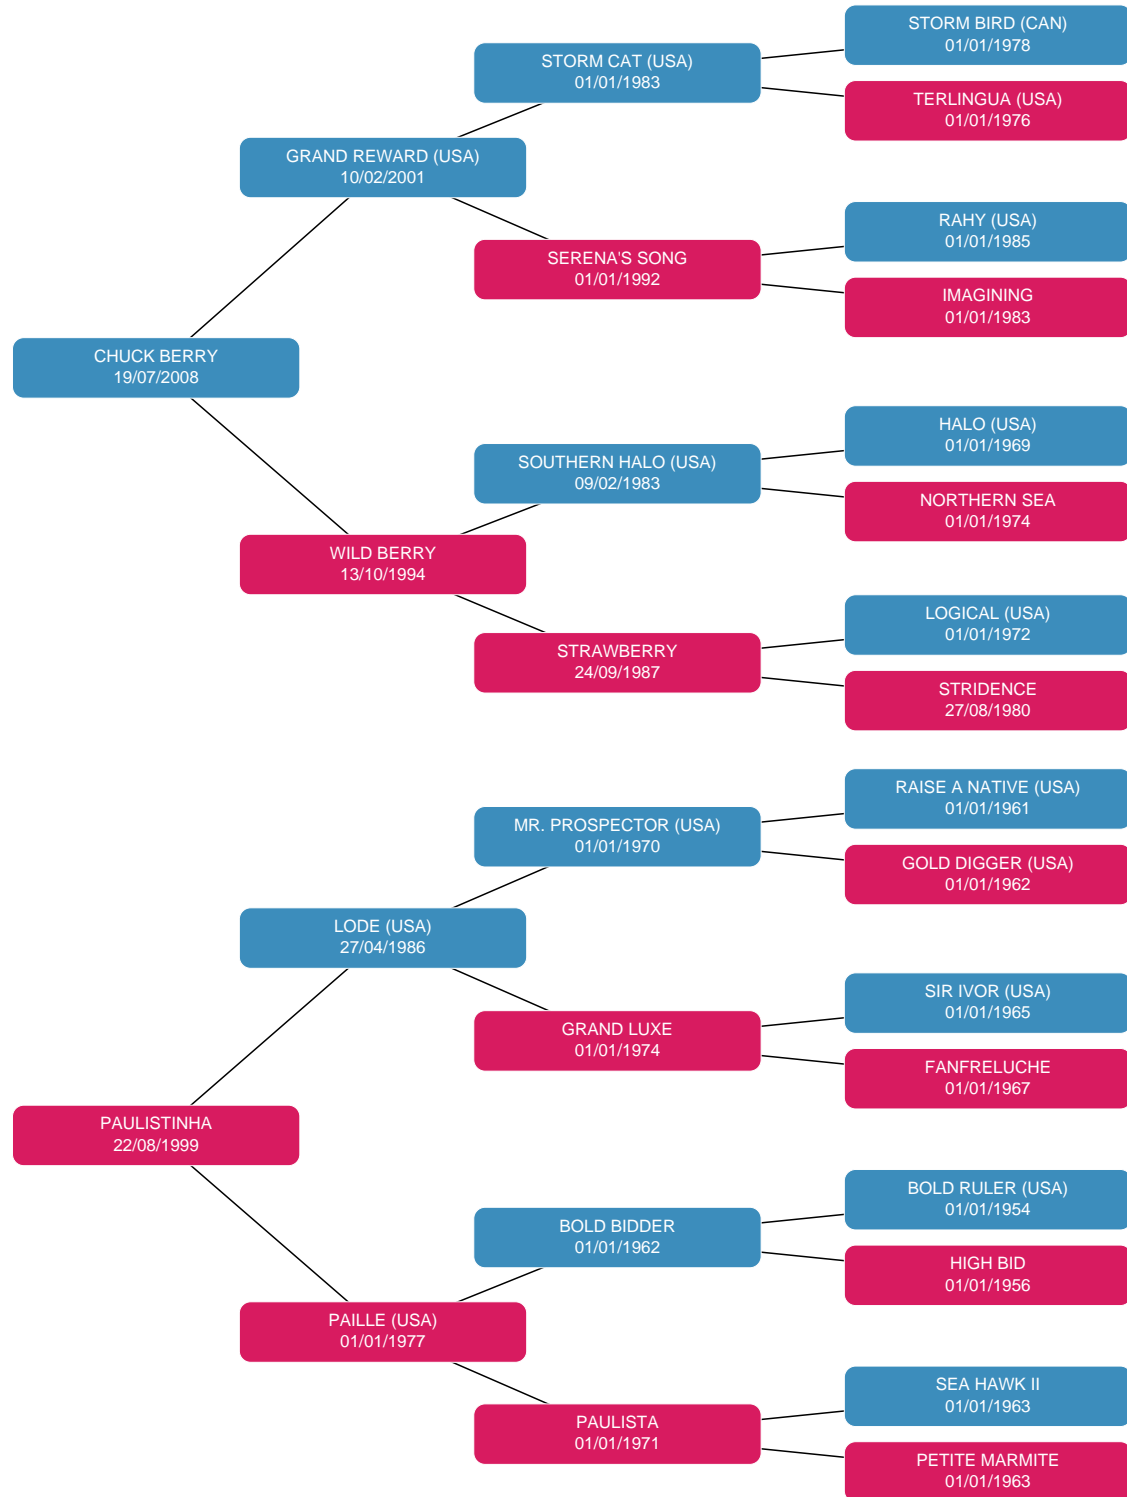 STORM BIRD (CAN)
01/01/1978
STORM CAT (USA)
01/01/1983
TERLINGUA (USA)
01/01/1976
GRAND REWARD (USA)
10/02/2001
RAHY (USA)
01/01/1985
SERENA'S SONG
01/01/1992
IMAGINING
01/01/1983
CHUCK BERRY
19/07/2008
HALO (USA)
01/01/1969
SOUTHERN HALO (USA)
09/02/1983
NORTHERN SEA
01/01/1974
WILD BERRY
13/10/1994
LOGICAL (USA)
01/01/1972
STRAWBERRY
24/09/1987
STRIDENCE
27/08/1980
RAISE A NATIVE (USA)
01/01/1961
MR. PROSPECTOR (USA)
01/01/1970
GOLD DIGGER (USA)
01/01/1962
LODE (USA)
27/04/1986
SIR IVOR (USA)
01/01/1965
GRAND LUXE
01/01/1974
FANFRELUCHE
01/01/1967
PAULISTINHA
22/08/1999
BOLD RULER (USA)
01/01/1954
BOLD BIDDER
01/01/1962
HIGH BID
01/01/1956
PAILLE (USA)
01/01/1977
SEA HAWK II
01/01/1963
PAULISTA
01/01/1971
PETITE MARMITE
01/01/1963